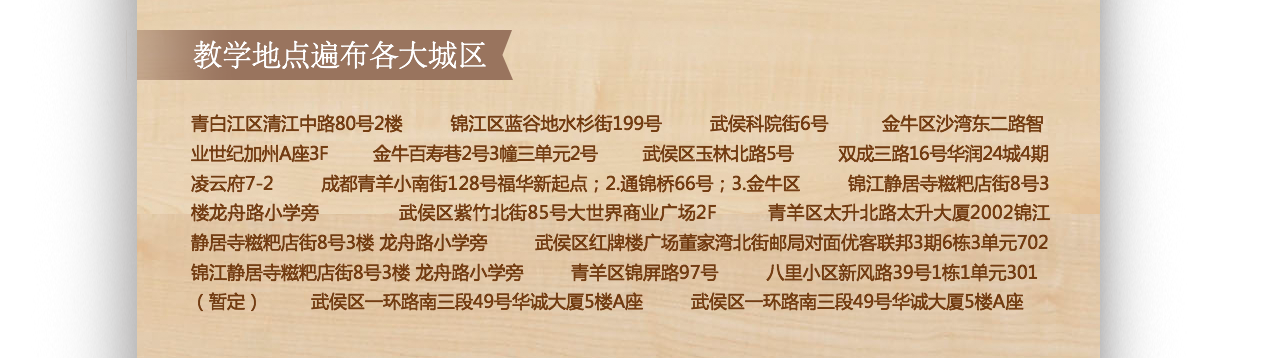 教学地点遍布各大城区
青白江区清江中路80号2楼 锦江区蓝谷地水杉街199号 武侯科院街6号 金牛区沙湾东二路智
业世纪加州A座3F 金牛百寿巷2号3幢三单元2号 武侯区玉林北路5号 双成三路16号华润24城4期
凌云府7-2 成都青羊小南街128号福华新起点；2.通锦桥66号；3.金牛区 锦江静居寺糍粑店街8号3
楼龙舟路小学旁 武侯区紫竹北街85号大世界商业广场2F 青羊区太升北路太升大厦2002锦江
静居寺糍粑店街8号3楼 龙舟路小学旁 武侯区红牌楼广场董家湾北街邮局对面优客联邦3期6栋3单元702
锦江静居寺糍粑店街8号3楼 龙舟路小学旁 青羊区锦屏路97号 八里小区新风路39号1栋1单元301
（暂定） 武侯区一环路南三段49号华诚大厦5楼A座 武侯区一环路南三段49号华诚大厦5楼A座